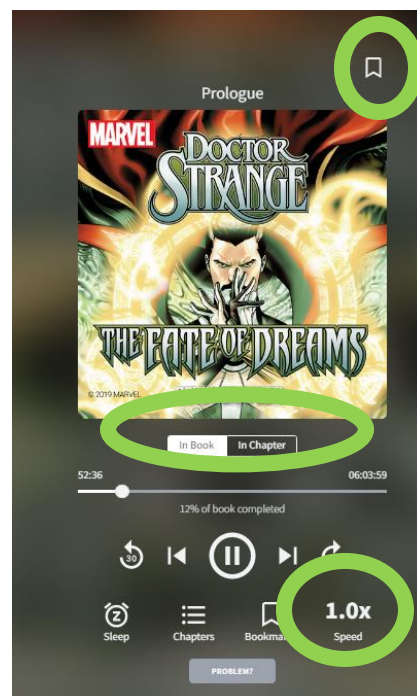 Prologue
MARVEL
DOCTOR
STRANGE
THE FATE OF DREAMS
© 2019 MARVEL
In Book In Chapter
52:36 06:03:59
12% of book completed
30
1.0x
Sleep Chapters Speed
PROBLEM?